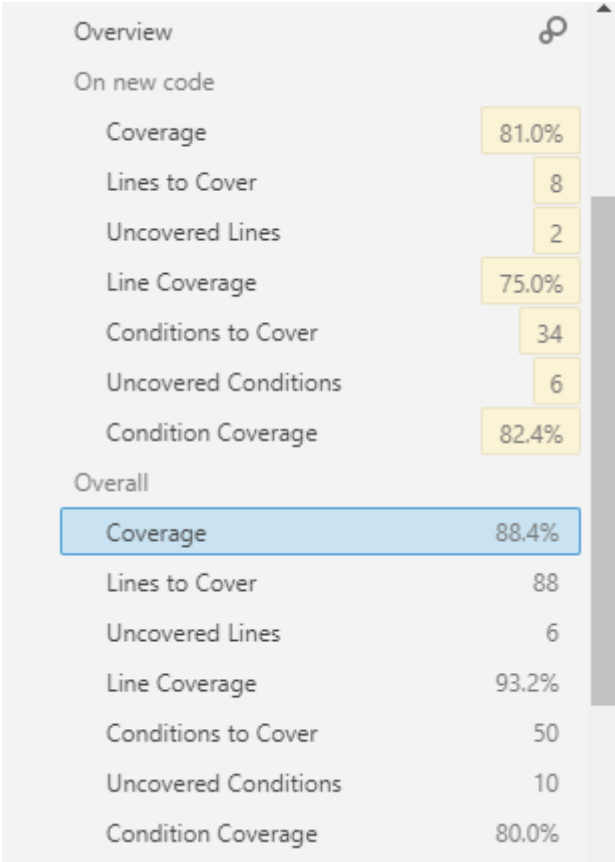 Overview
On new code
Coverage 81.0%
Lines to Cover 8
Uncovered Lines 2
Line Coverage 75.0%
Conditions to Cover 34
Uncovered Conditions 6
Condition Coverage 82.4%
Overall
Coverage 88.4%
Lines to Cover 88
Uncovered Lines 6
Line Coverage 93.2%
Conditions to Cover 50
Uncovered Conditions 10
Condition Coverage 80.0%